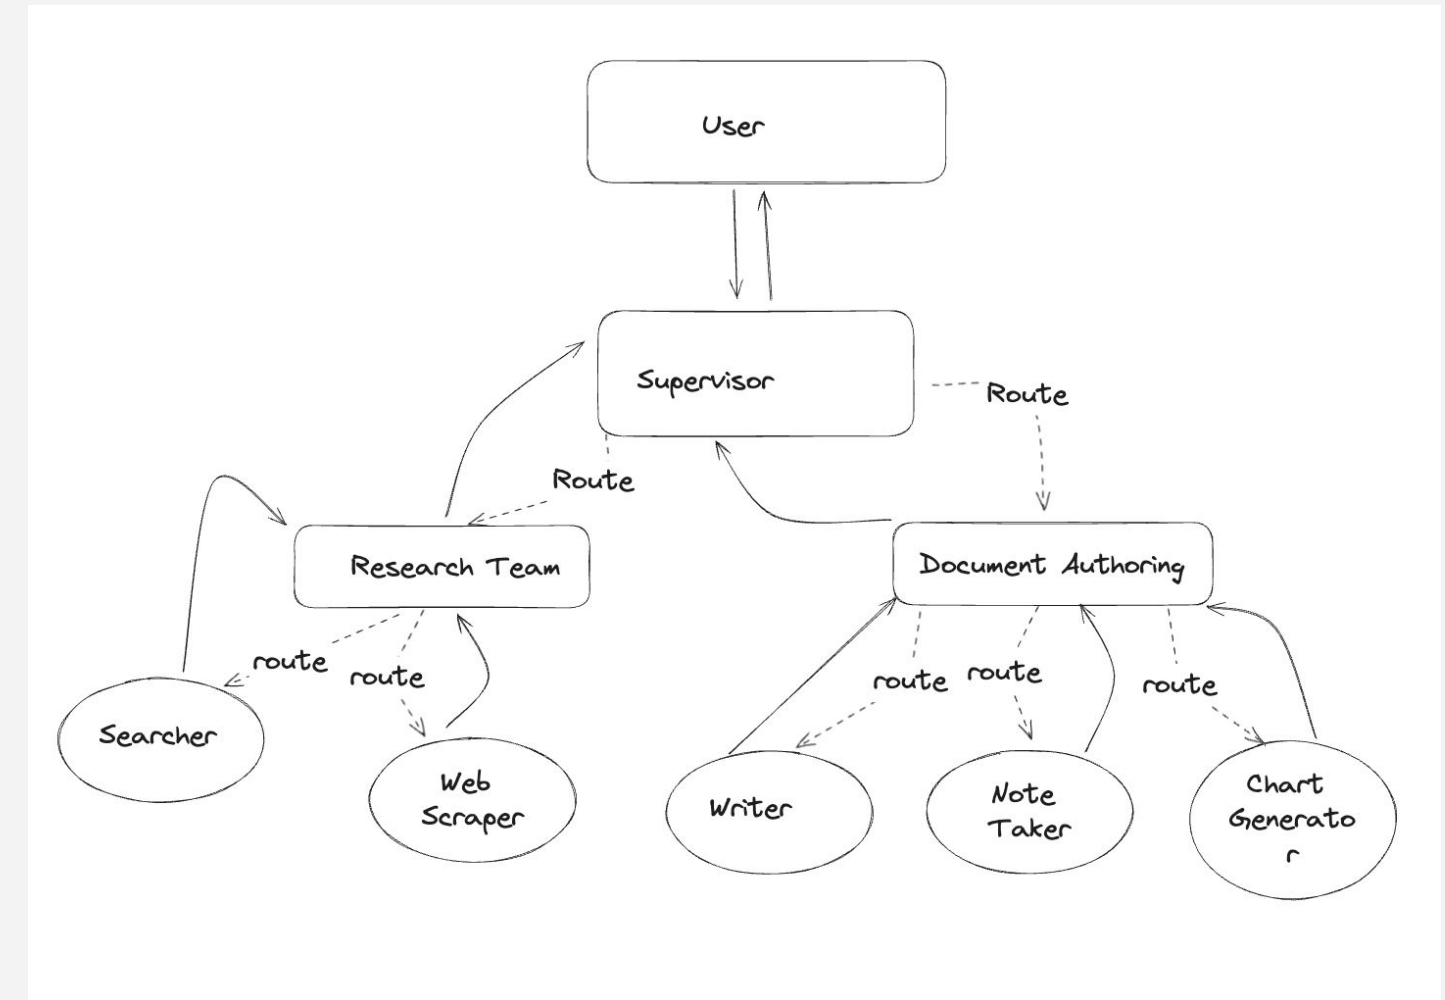 User
Supervisor
Route
Route
Research Team
Document Authoring
route
route
route
route
route
Searcher
Web
Scraper
Writer
Note
Taker
Chart
Generato
r